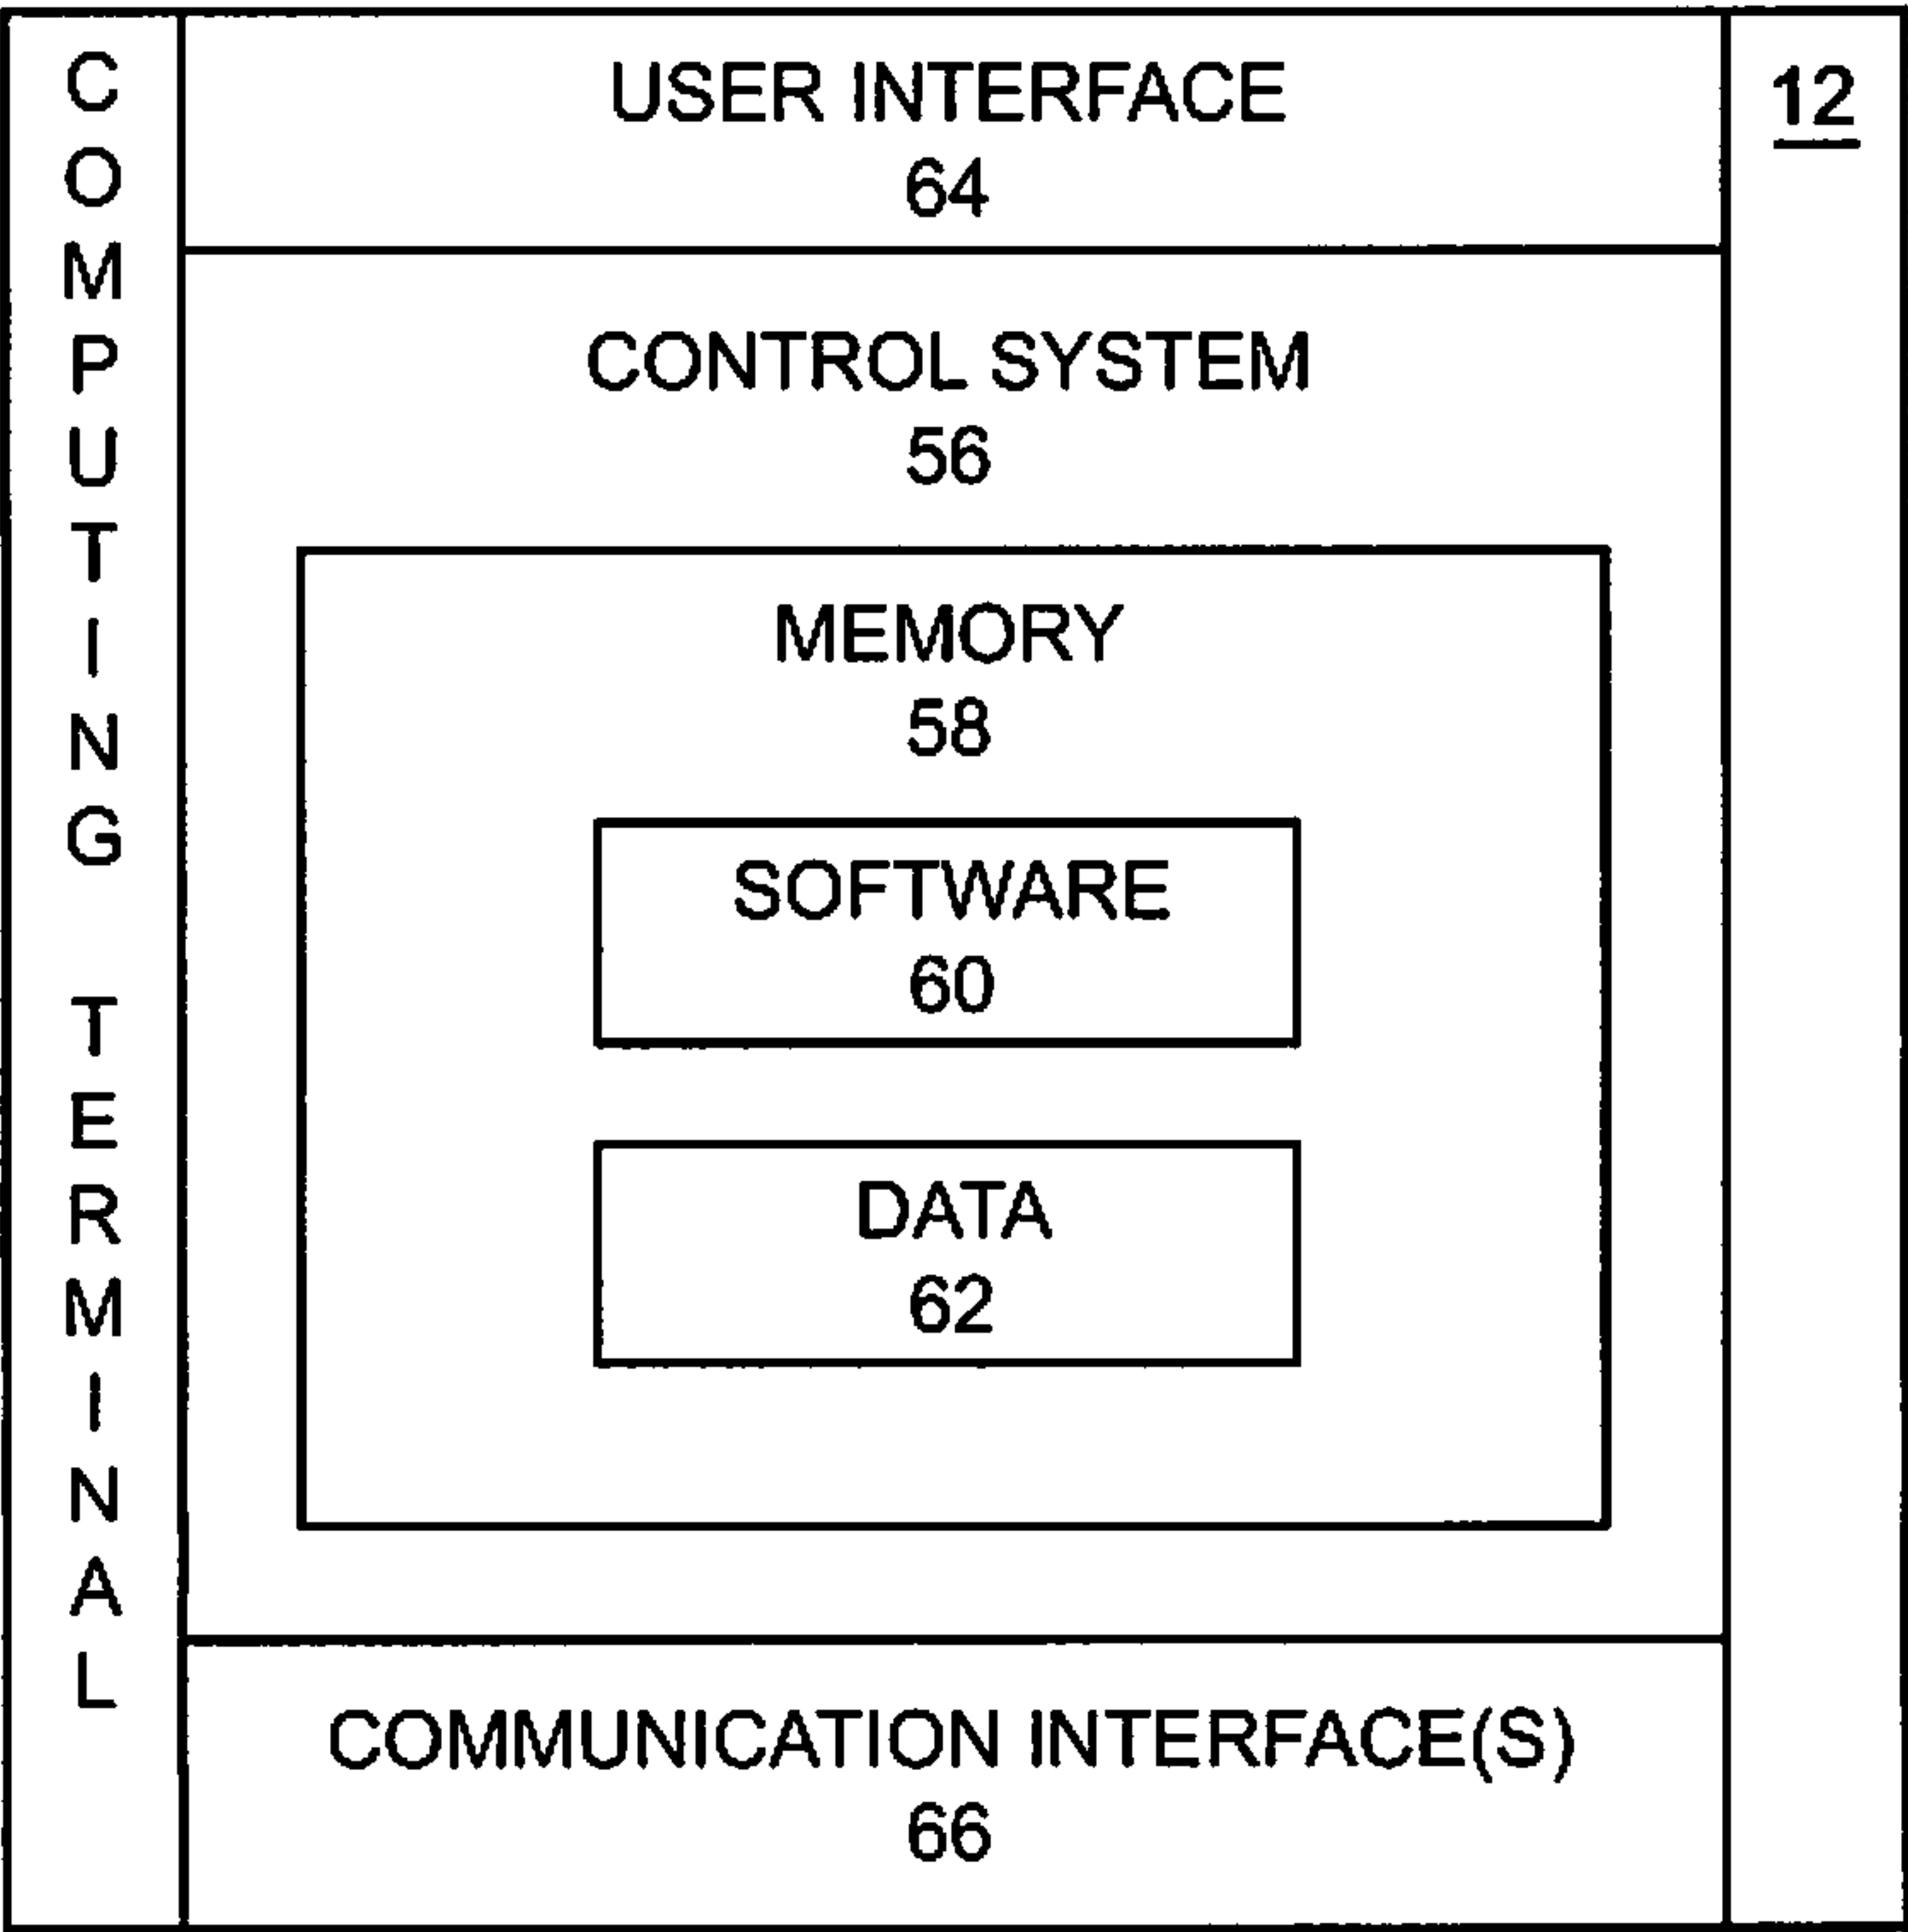 COMPUTING TERMINAL
USER INTERFACE
64
12
CONTROL SYSTEM
56
MEMORY
58
SOFTWARE
60
DATA
62
COMMUNICATION INTERFACE(S)
66